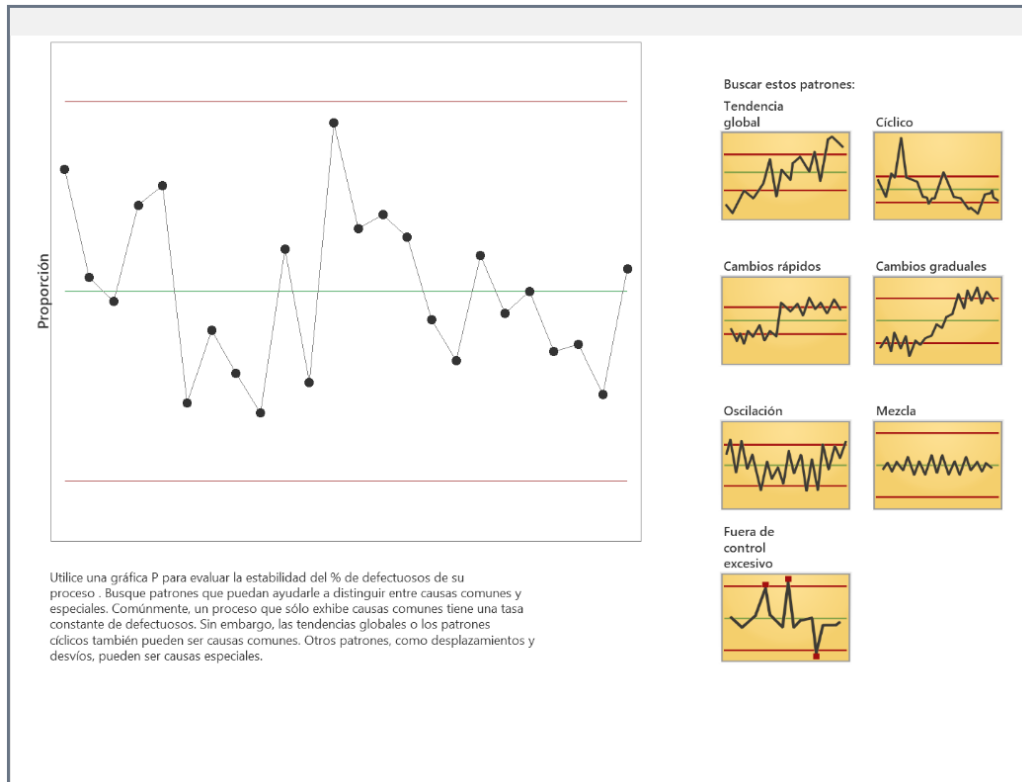 Proporción
Buscar estos patrones:
Tendencia
global
Cíclico
Cambios rápidos
Cambios graduales
Oscilación
Mezcla
Fuera de
control
excesivo
Utilice una gráfica P para evaluar la estabilidad del % de defectuosos de su
proceso . Busque patrones que puedan ayudarle a distinguir entre causas comunes y
especiales. Comúnmente, un proceso que sólo exhibe causas comunes tiene una tasa
constante de defectuosos. Sin embargo, las tendencias globales o los patrones
cíclicos también pueden ser causas comunes. Otros patrones, como desplazamientos y
desvíos, pueden ser causas especiales.